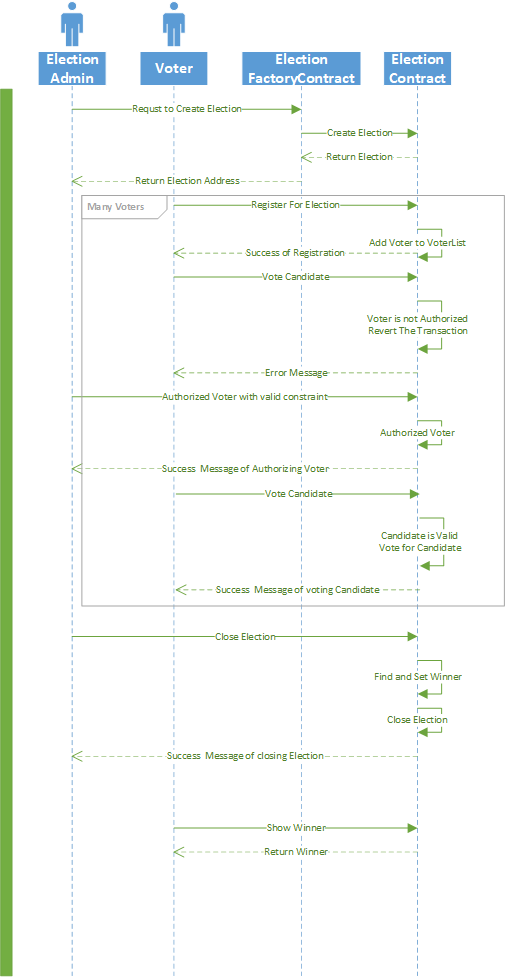 Election
Admin
Voter
Election
FactoryContract
Election
Contract
Requst to Create Election
Create Election
Return Election
Return Election Address
Many Voters
Register For Election
Add Voter to VoterList
Success of Registration
Vote Candidate
Voter is not Authorized
Revert The Transaction
Error Message
Authorized Voter with valid constraint
Authorized Voter
Success Message of Authorizing Voter
Vote Candidate
Candidate is Valid
Vote for Candidate
Success Message of voting Candidate
Close Election
Find and Set Winner
Close Election
Success Message of closing Election
Show Winner
Return Winner